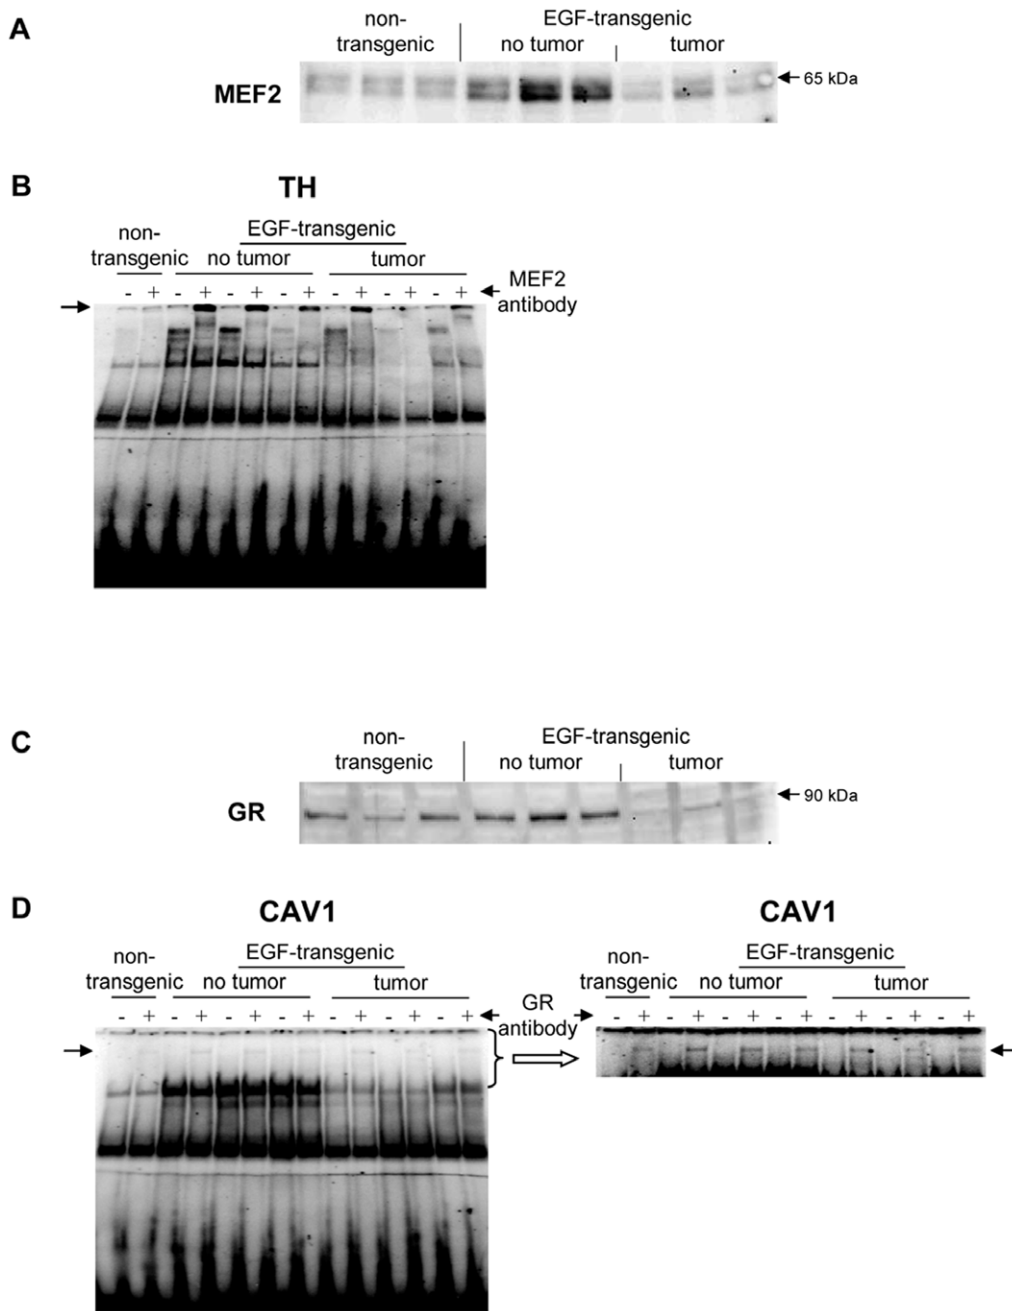 A
non-
transgenic
EGF-transgenic
no tumor
tumor
MEF2
65 kDa
B
TH
non-
transgenic
EGF-transgenic
no tumor
tumor
- + - + - + - + - + - + - +
MEF2
antibody
C
non-
transgenic
EGF-transgenic
no tumor
tumor
GR
90 kDa
D
CAV1
non-
transgenic
EGF-transgenic
no tumor
tumor
- + - + - + - + - + - + - +
GR
antibody
CAV1
non-
transgenic
EGF-transgenic
no tumor
tumor
- + - + - + - + - + - + - +